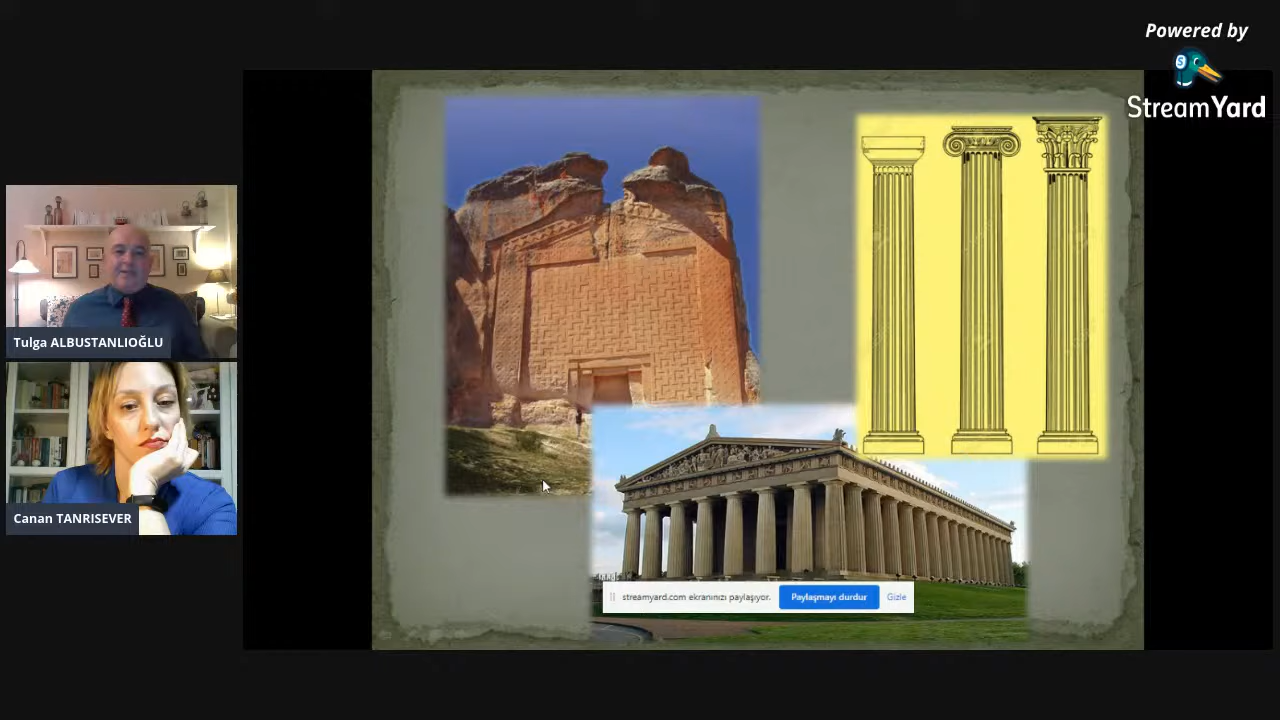 Powered by
StreamYard
Tulga ALBUSTANLIOĞLU
Canan TANRISEVER
streamyard.com ekranınızı paylaşıyor.
Paylaşmayı durdur
Gizle